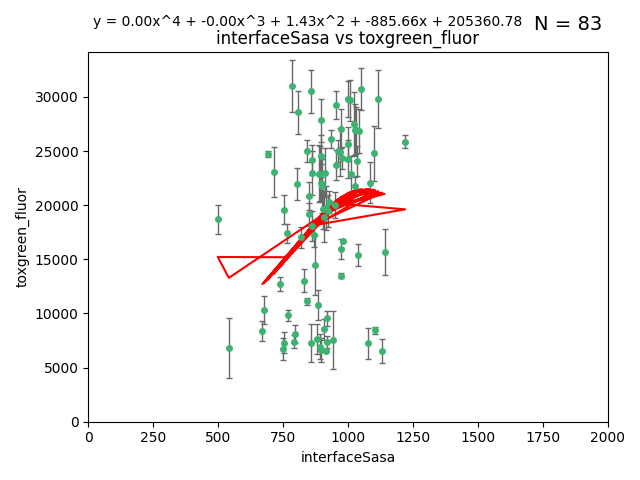 y = 0.00x^4 + -0.00x^3 + 1.43x^2 + -885.66x + 205360.78
N = 83
interfaceSasa vs toxgreen_fluor
toxgreen_fluor
30000
25000
20000
15000
10000
5000
0
0 250 500 750 1000 1250 1500 1750 2000
interfaceSasa